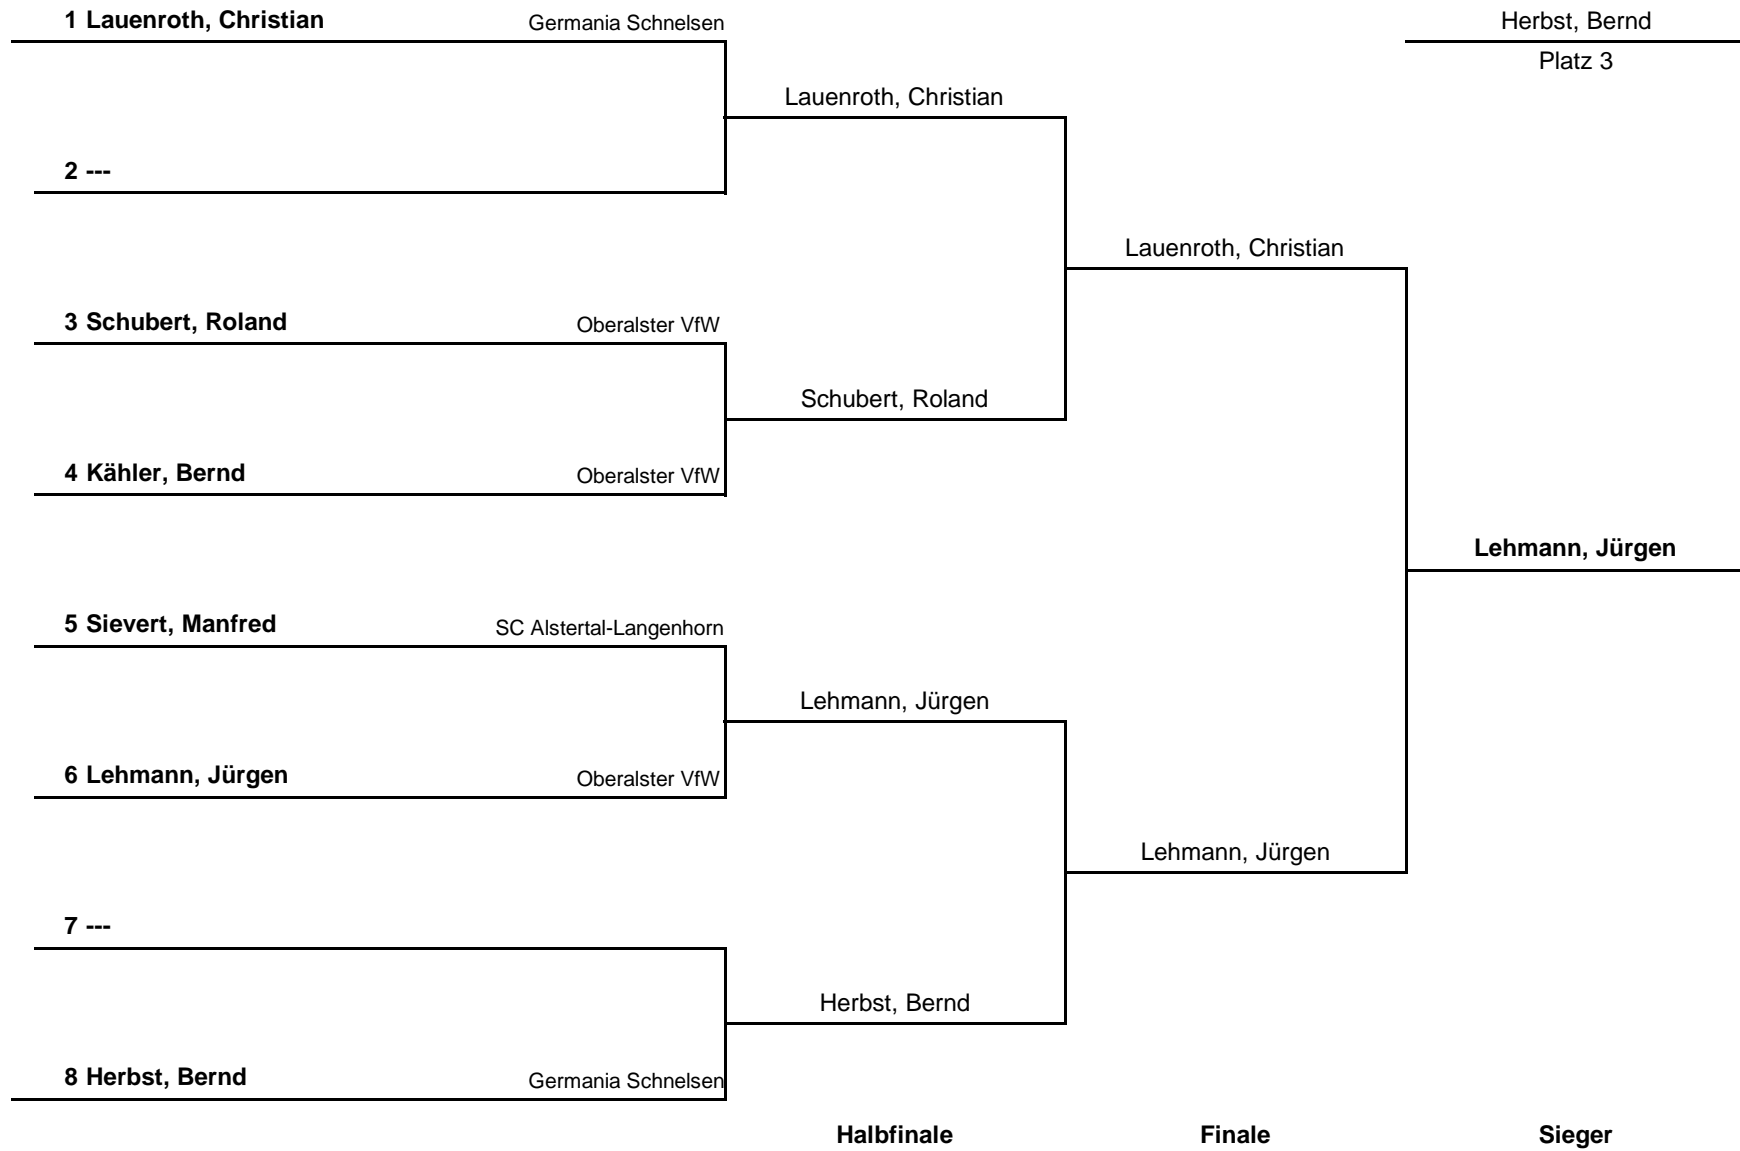 1 Lauenroth, Christian Germania Schnelsen
Herbst, Bernd
Platz 3
Lauenroth, Christian
2 ---
Lauenroth, Christian
3 Schubert, Roland Oberalster VfW
Schubert, Roland
4 Kähler, Bernd Oberalster VfW
Lehmann, Jürgen
5 Sievert, Manfred SC Alstertal-Langenhorn
Lehmann, Jürgen
6 Lehmann, Jürgen Oberalster VfW
Lehmann, Jürgen
7 ---
Herbst, Bernd
8 Herbst, Bernd Germania Schnelsen
Halbfinale Finale Sieger